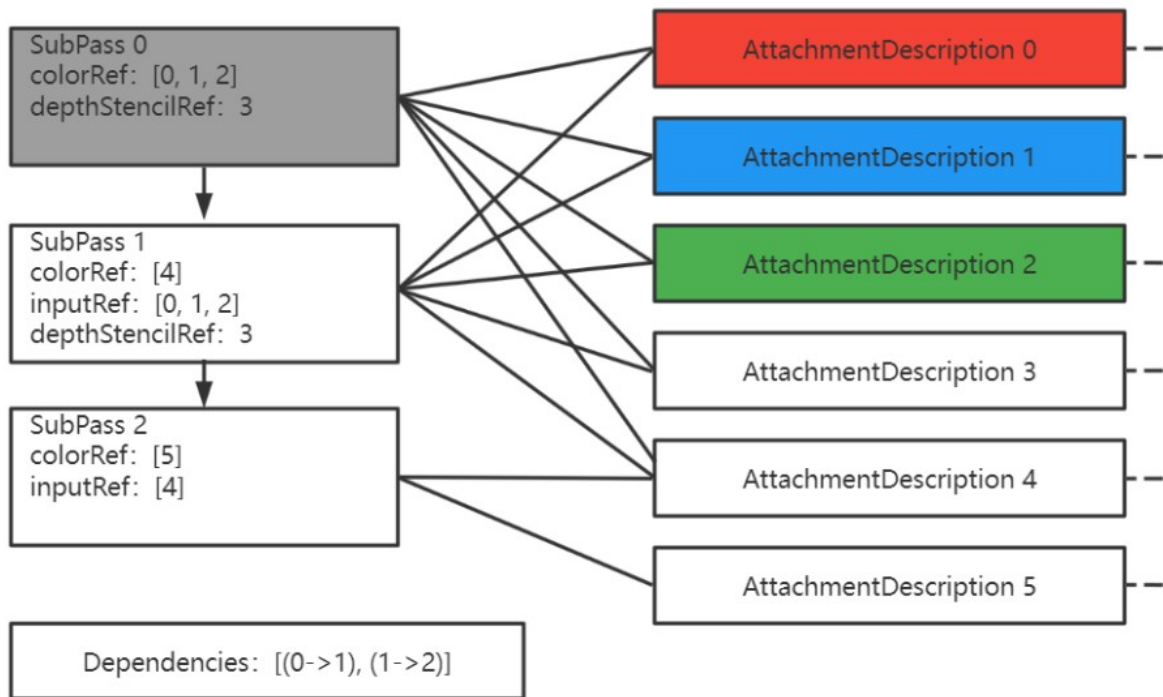 SubPass 0
colorRef: [0, 1, 2]
depthStencilRef: 3
SubPass 1
colorRef: [4]
inputRef: [0, 1, 2]
depthStencilRef: 3
SubPass 2
colorRef: [5]
inputRef: [4]
Dependencies: [(0->1), (1->2)]
AttachmentDescription 0
AttachmentDescription 1
AttachmentDescription 2
AttachmentDescription 3
AttachmentDescription 4
AttachmentDescription 5